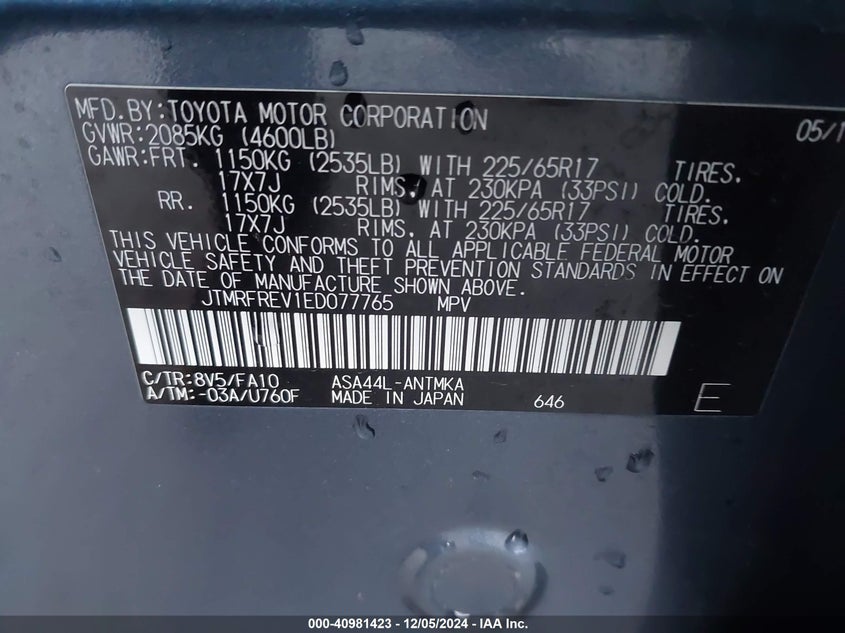 MFD.BY:TOYOTA MOTOR CORPORATION 05/1
GVWR:2085KG (4600LB)
GAWR:FRT. 1150KG (2535LB) WITH 225/65R17 TIRES.
17X7J RIMS. AT 230KPA (33PSI) COLD.
RR. 1150KG (2535LB) WITH 225/65R17 TIRES.
17X7J RIMS. AT 230KPA (33PSI) COLD.
THIS VEHICLE CONFORMS TO ALL APPLICABLE FEDERAL MOTOR
VEHICLE SAFETY AND THEFT PREVENTION STANDARDS IN EFFECT ON
THE DATE OF MANUFACTURE SHOWN ABOVE.
JTMRFREV1ED077765 MPV
C/TR:8V5/FA10 ASA44L-ANTMKA
A/TM:-03A/U760F MADE IN JAPAN 646 E
000-40981423 - 12/05/2024 - IAA Inc.